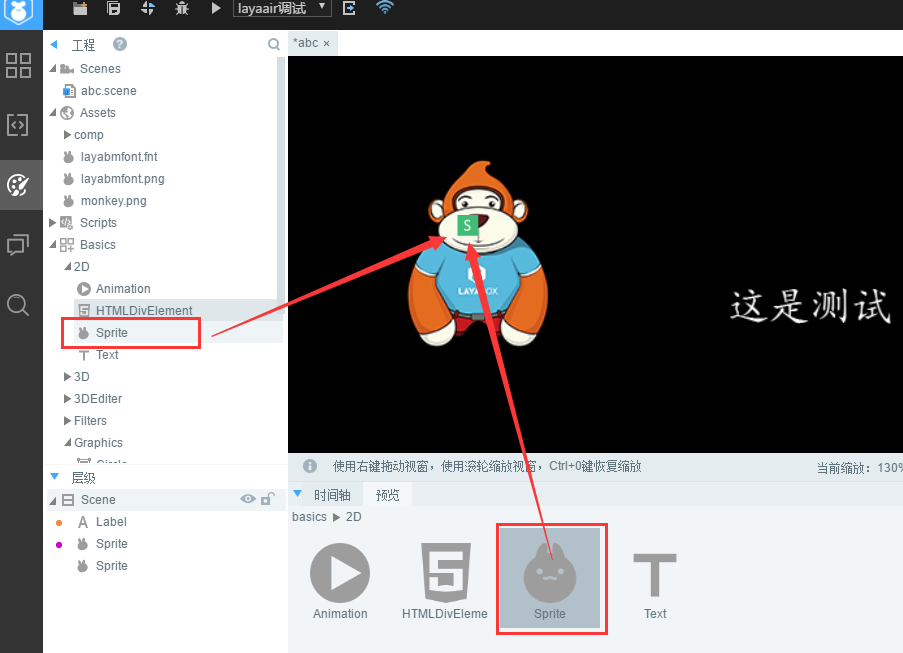 layaair调试
工程
*abc ×
Scenes
abc.scene
Assets
comp
layabmfont.fnt
layabmfont.png
monkey.png
Scripts
Basics
2D
Animation
HTMLDivElement
Sprite
Text
3D
3DEditer
Filters
Graphics
Circle
S
LAYABOX
这是测试
使用右键拖动视窗，使用滚轮缩放视窗，Ctrl+0键恢复缩放
当前缩放：130%
层级
Scene
Label
Sprite
Sprite
时间轴
预览
basics
2D
Animation
HTMLDivEleme
Sprite
Text